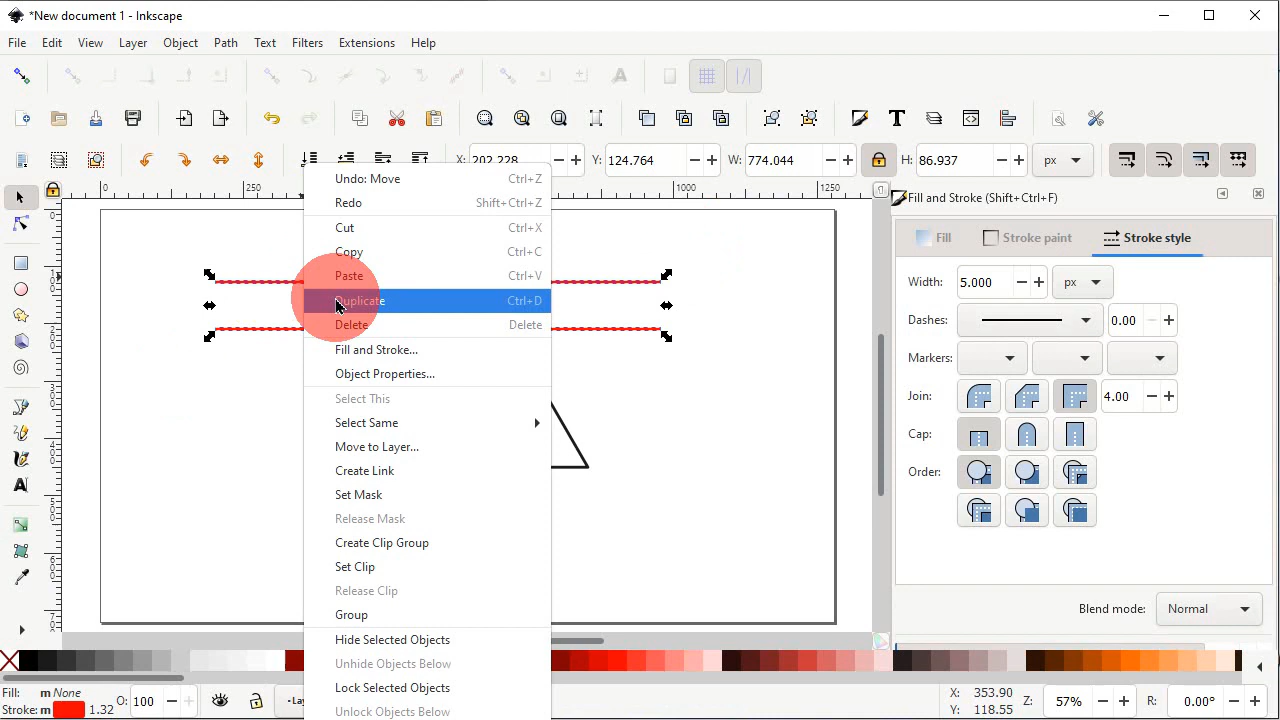 *New document 1 - Inkscape
File Edit View Layer Object Path Text Filters Extensions Help
X: 202.228 Y: 124.764 W: 774.044 H: 86.937 px
0 250 1000 1250
Fill and Stroke (Shift+Ctrl+F)
Fill Stroke paint Stroke style
Width: 5.000 px
Dashes: 0.00
Markers:
Join: 4.00
Cap:
Order:
Blend mode: Normal
Undo: Move Ctrl+Z
Redo Shift+Ctrl+Z
Cut Ctrl+X
Copy Ctrl+C
Paste Ctrl+V
Duplicate Ctrl+D
Delete Delete
Fill and Stroke...
Object Properties...
Select This
Select Same
Move to Layer...
Create Link
Set Mask
Release Mask
Create Clip Group
Set Clip
Release Clip
Group
Hide Selected Objects
Unhide Objects Below
Lock Selected Objects
Unlock Objects Below
Fill: m None
Stroke: m 1.32
O: 100
X: 353.90
Y: 118.55
Z: 57% R: 0.00°